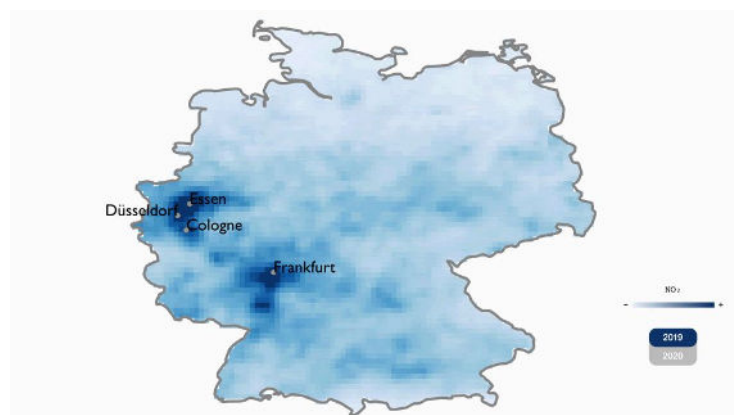 Essen
Düsseldorf
Cologne
Frankfurt
NO₂
- +
2019
2020